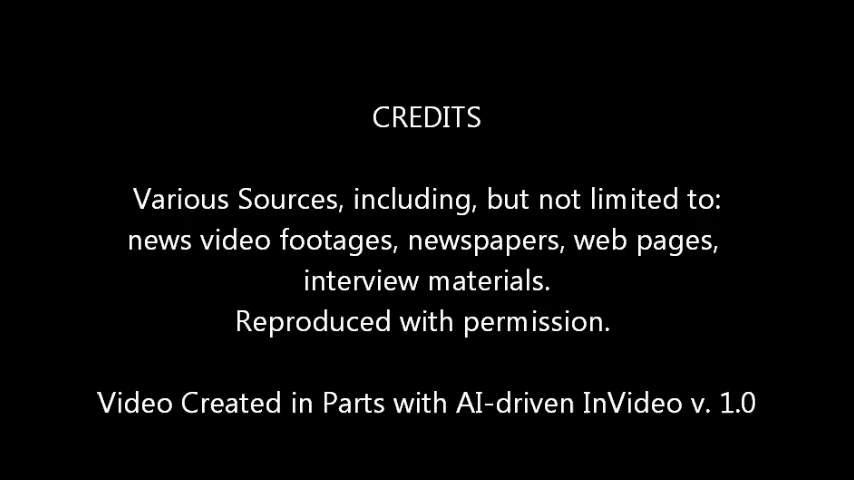 CREDITS
Various Sources, including, but not limited to:
news video footages, newspapers, web pages,
interview materials.
Reproduced with permission.
Video Created in Parts with AI-driven InVideo v. 1.0